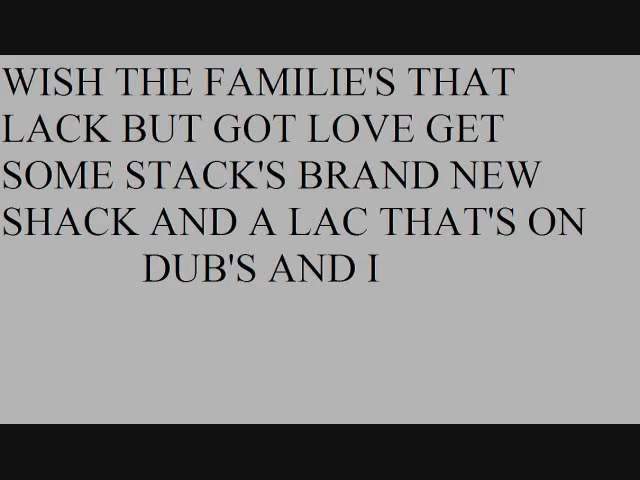 WISH THE FAMILIE'S THAT
LACK BUT GOT LOVE GET
SOME STACK'S BRAND NEW
SHACK AND A LAC THAT'S ON
DUB'S AND I